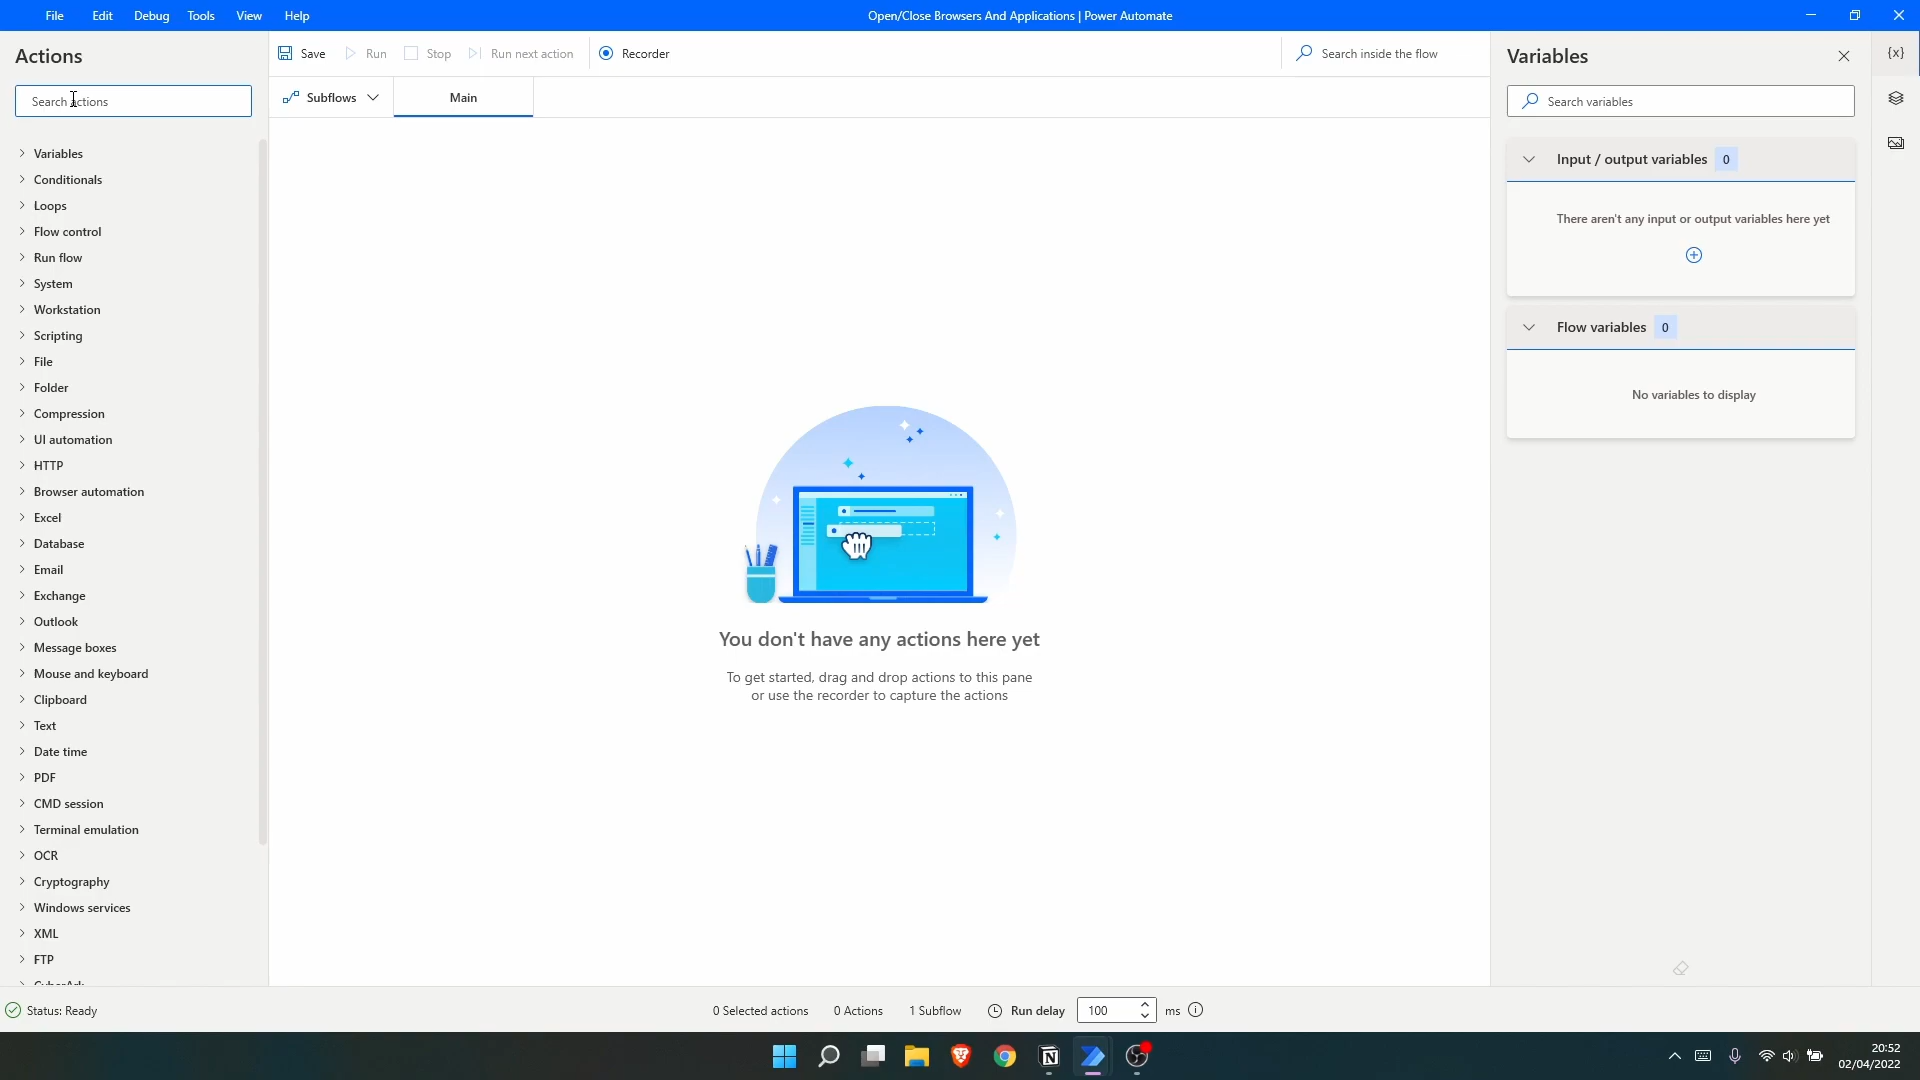 File Edit Debug Tools View Help
Open/Close Browsers And Applications | Power Automate
Actions
Search actions
Variables
Conditionals
Loops
Flow control
Run flow
System
Workstation
Scripting
File
Folder
Compression
UI automation
HTTP
Browser automation
Excel
Database
Email
Exchange
Outlook
Message boxes
Mouse and keyboard
Clipboard
Text
Date time
PDF
CMD session
Terminal emulation
OCR
Cryptography
Windows services
XML
FTP
CyberArk
Save Run Stop Run next action Recorder
Search inside the flow
Subflows Main
You don't have any actions here yet
To get started, drag and drop actions to this pane
or use the recorder to capture the actions
Variables
{x}
Search variables
Input / output variables 0
There aren't any input or output variables here yet
Flow variables 0
No variables to display
Status: Ready
0 Selected actions 0 Actions 1 Subflow Run delay 100 ms
20:52
02/04/2022